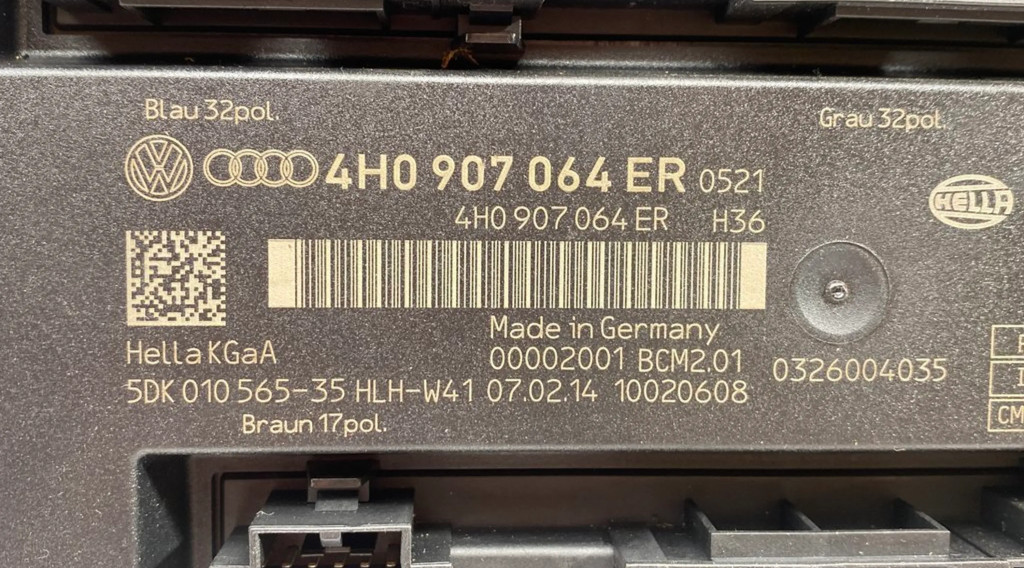 Blau 32pol.
Grau 32pol.
4H0 907 064 ER 0521
HELLA
4H0 907 064 ER H36
Made in Germany
Hella KGaA
00002001 BCM2.01
0326004035
5DK 010 565-35 HLH-W41 07.02.14 10020608
CM
Braun 17pol.